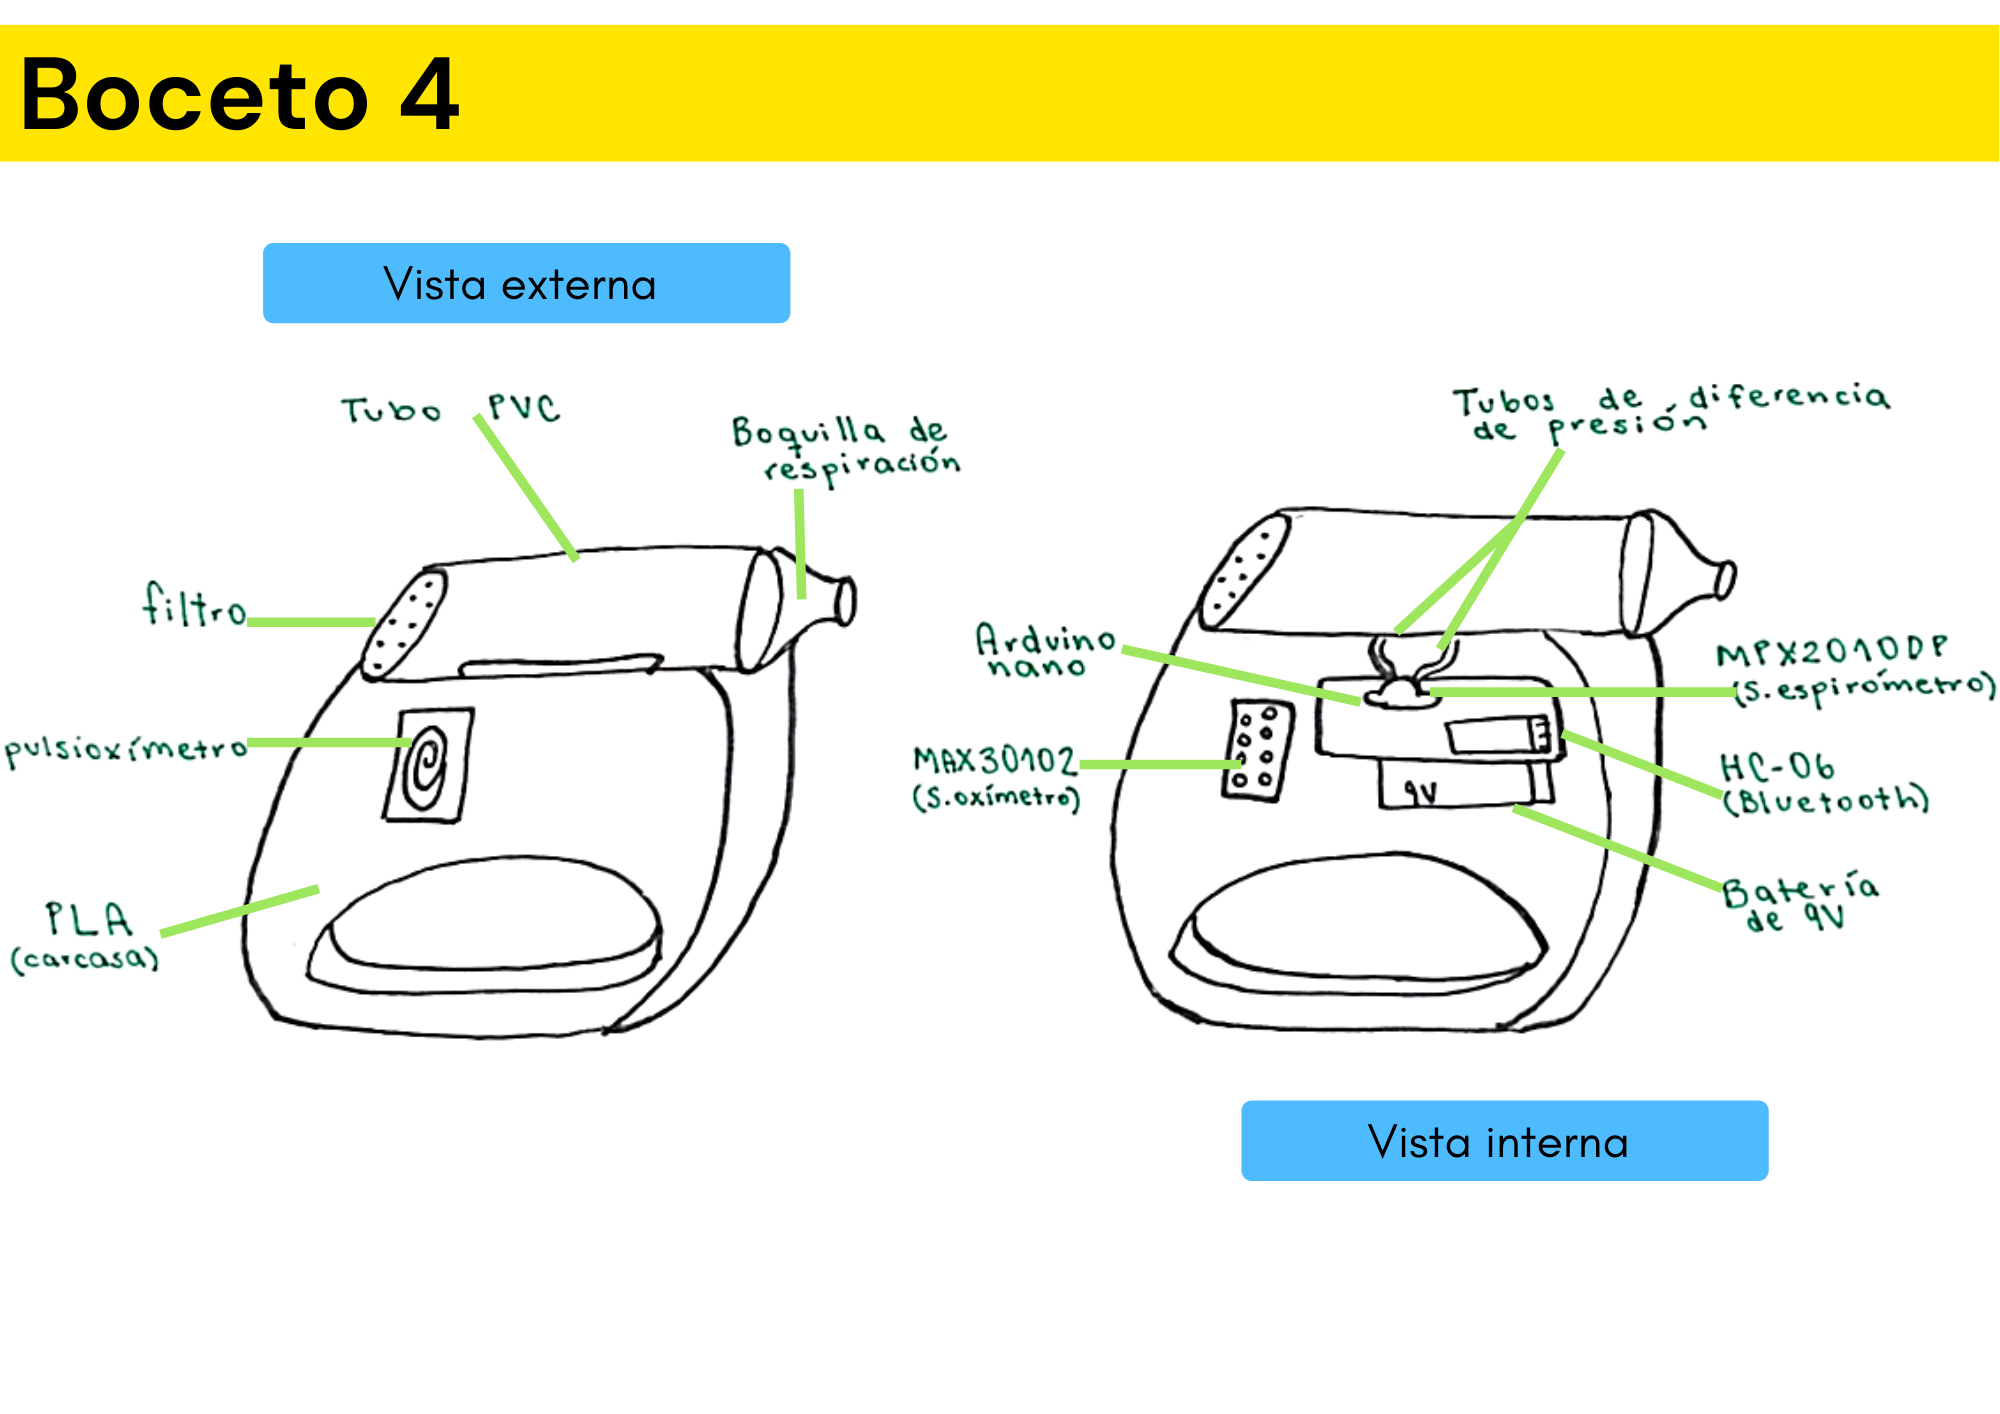 Boceto 4
Vista externa
Tubo PVC
Boquilla de
respiración
filtro
pulsioxímetro
PLA
(carcasa)
Tubos de diferencia
de presión
Arduino
nano
MPX2010DP
(S.espirómetro)
MAX30102
(S.oxímetro)
HC-06
(Bluetooth)
9V
Batería
de 9V
Vista interna